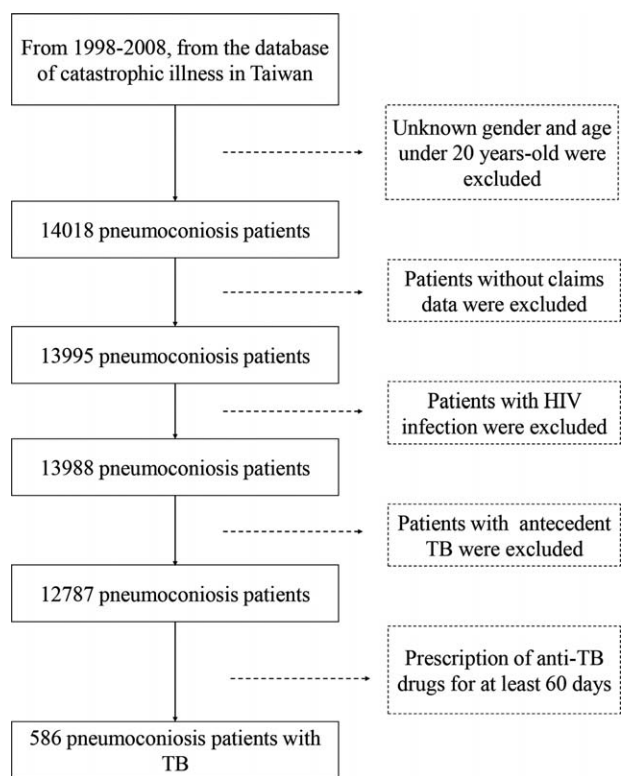 From 1998-2008, from the database
of catastrophic illness in Taiwan
Unknown gender and age
under 20 years-old were
excluded
14018 pneumoconiosis patients
Patients without claims
data were excluded
13995 pneumoconiosis patients
Patients with HIV
infection were excluded
13988 pneumoconiosis patients
Patients with antecedent
TB were excluded
12787 pneumoconiosis patients
Prescription of anti-TB
drugs for at least 60 days
586 pneumoconiosis patients with
TB